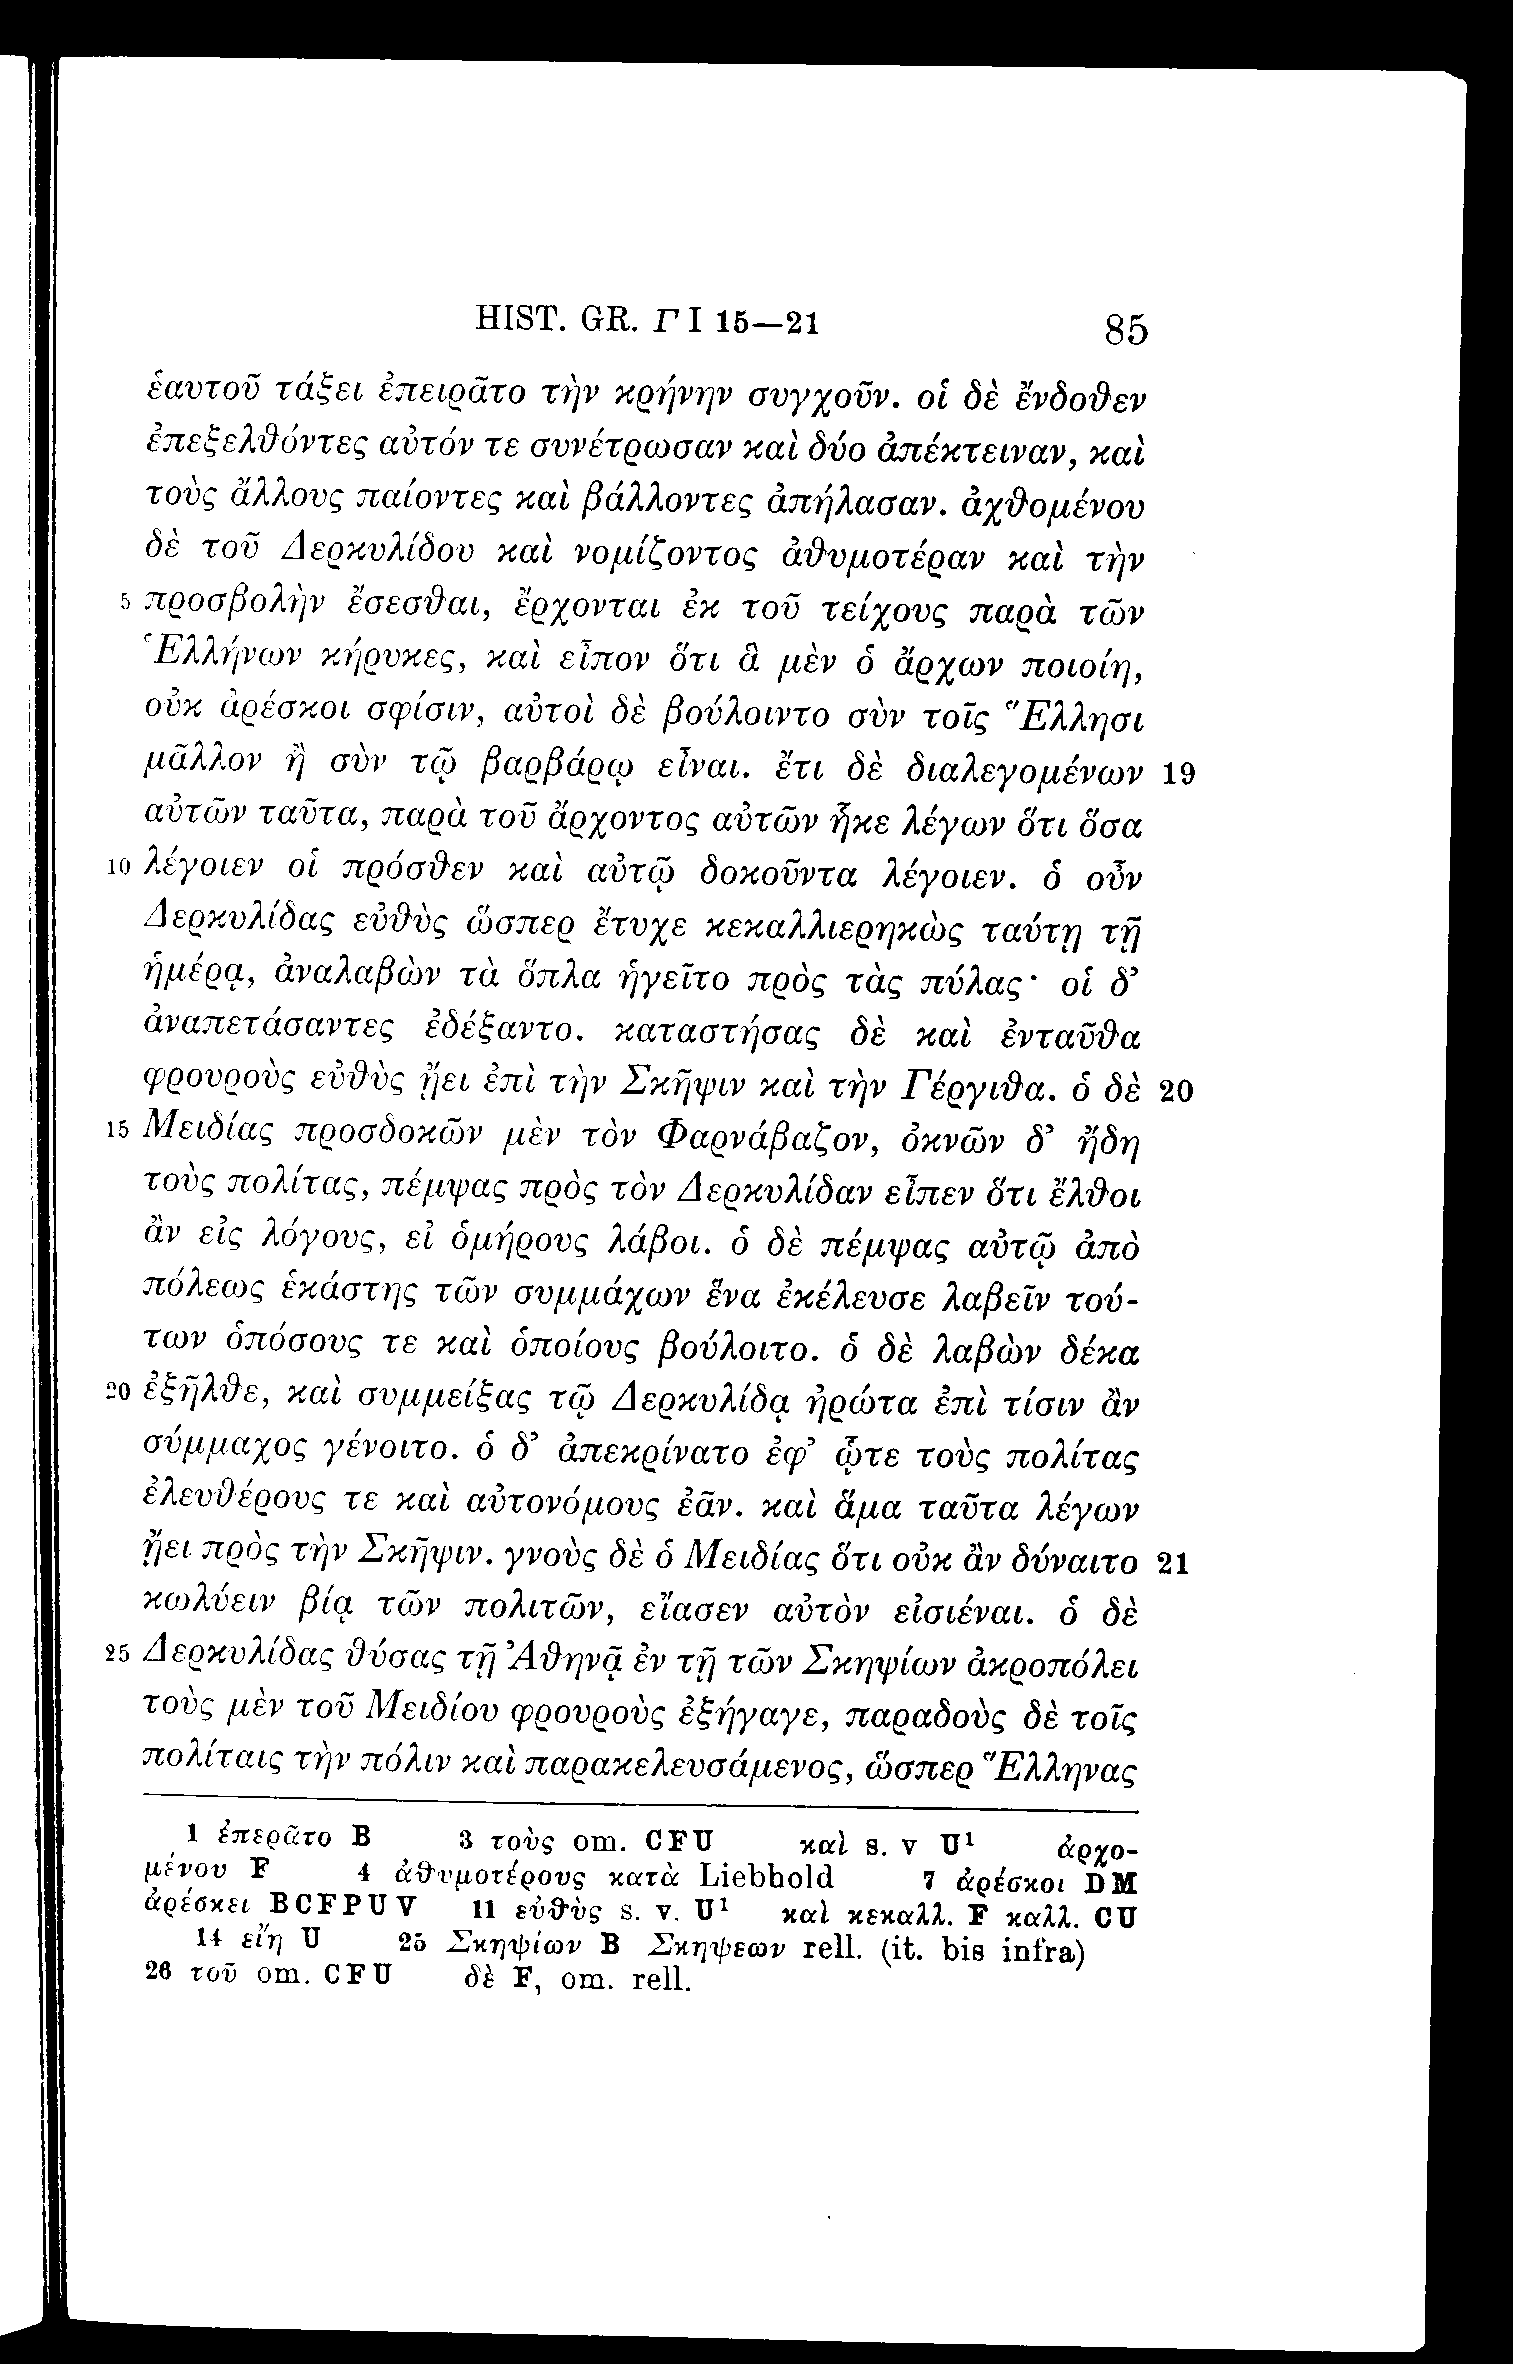 HIST. GR. Γ I 15—21 85
ἑαυτοῦ τάξει ἐπειρᾶτο τὴν κρήνην συγχοῦν. οἱ δὲ ἔνδοθεν
ἐπεξελθόντες αὐτόν τε συνέτρωσαν καὶ δύο ἀπέκτειναν, καὶ
τοὺς ἄλλους παίοντες καὶ βάλλοντες ἀπήλασαν. ἀχθομένου
δὲ τοῦ Δερκυλίδου καὶ νομίζοντος ἀθυμοτέραν καὶ τὴν
5 προσβολὴν ἔσεσθαι, ἔρχονται ἐκ τοῦ τείχους παρὰ τῶν
Ἑλλήνων κήρυκες, καὶ εἶπον ὅτι ἃ μὲν ὁ ἄρχων ποιοίη,
οὐκ ἀρέσκοι σφίσιν, αὐτοὶ δὲ βούλοιντο σὺν τοῖς Ἕλλησι
μᾶλλον ἢ σὺν τῷ βαρβάρῳ εἶναι. ἔτι δὲ διαλεγομένων 19
αὐτῶν ταῦτα, παρὰ τοῦ ἄρχοντος αὐτῶν ἧκε λέγων ὅτι ὅσα
10 λέγοιεν οἱ πρόσθεν καὶ αὐτῷ δοκοῦντα λέγοιεν. ὁ οὖν
Δερκυλίδας εὐθὺς ὥσπερ ἔτυχε κεκαλλιερηκὼς ταύτῃ τῇ
ἡμέρᾳ, ἀναλαβὼν τὰ ὅπλα ἡγεῖτο πρὸς τὰς πύλας· οἱ δ’
ἀναπετάσαντες ἐδέξαντο. καταστήσας δὲ καὶ ἐνταῦθα
φρουροὺς εὐθὺς ᾔει ἐπὶ τὴν Σκῆψιν καὶ τὴν Γέργιθα. ὁ δὲ 20
15 Μειδίας προσδοκῶν μὲν τὸν Φαρνάβαζον, ὀκνῶν δ’ ἤδη
τοὺς πολίτας, πέμψας πρὸς τὸν Δερκυλίδαν εἶπεν ὅτι ἔλθοι
ἂν εἰς λόγους, εἰ ὁμήρους λάβοι. ὁ δὲ πέμψας αὐτῷ ἀπὸ
πόλεως ἑκάστης τῶν συμμάχων ἕνα ἐκέλευσε λαβεῖν τού-
των ὁπόσους τε καὶ ὁποίους βούλοιτο. ὁ δὲ λαβὼν δέκα
20 ἐξῆλθε, καὶ συμμείξας τῷ Δερκυλίδᾳ ἠρώτα ἐπὶ τίσιν ἂν
σύμμαχος γένοιτο. ὁ δ’ ἀπεκρίνατο ἐφ’ ᾧτε τοὺς πολίτας
ἐλευθέρους τε καὶ αὐτονόμους ἐᾶν. καὶ ἅμα ταῦτα λέγων
ᾔει πρὸς τὴν Σκῆψιν. γνοὺς δὲ ὁ Μειδίας ὅτι οὐκ ἂν δύναιτο 21
κωλύειν βίᾳ τῶν πολιτῶν, εἴασεν αὐτὸν εἰσιέναι. ὁ δὲ
25 Δερκυλίδας θύσας τῇ Ἀθηνᾷ ἐν τῇ τῶν Σκηψίων ἀκροπόλει
τοὺς μὲν τοῦ Μειδίου φρουροὺς ἐξήγαγε, παραδοὺς δὲ τοῖς
πολίταις τὴν πόλιν καὶ παρακελευσάμενος, ὥσπερ Ἕλληνας
1 ἐπερᾶτο B 3 τοὺς om. CFU καὶ s. v U¹ ἀρχο-
μένου F 4 ἀθυμοτέρους κατὰ Liebhold 7 ἀρέσκοι DM
ἀρέσκει BCFPUV 11 εὐθὺς s. v. U¹ καὶ κεκαλλ. F καλλ. CU
14 εἴη U 25 Σκηψίων B Σκηψεων rell. (it. bis infra)
26 τοῦ om. CFU δὲ F, om. rell.